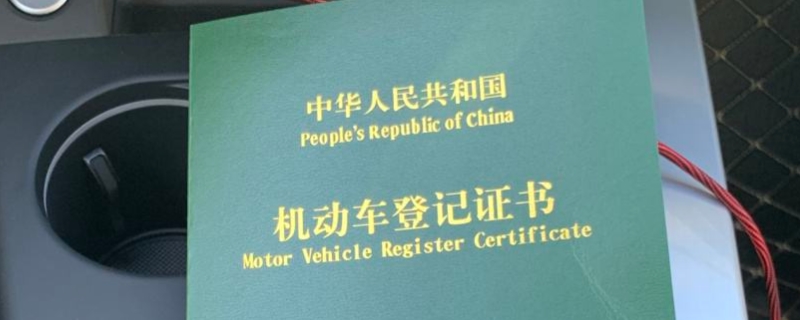 中华人民共和国
People's Republic of China
机动车登记证书
Motor Vehicle Register Certificate